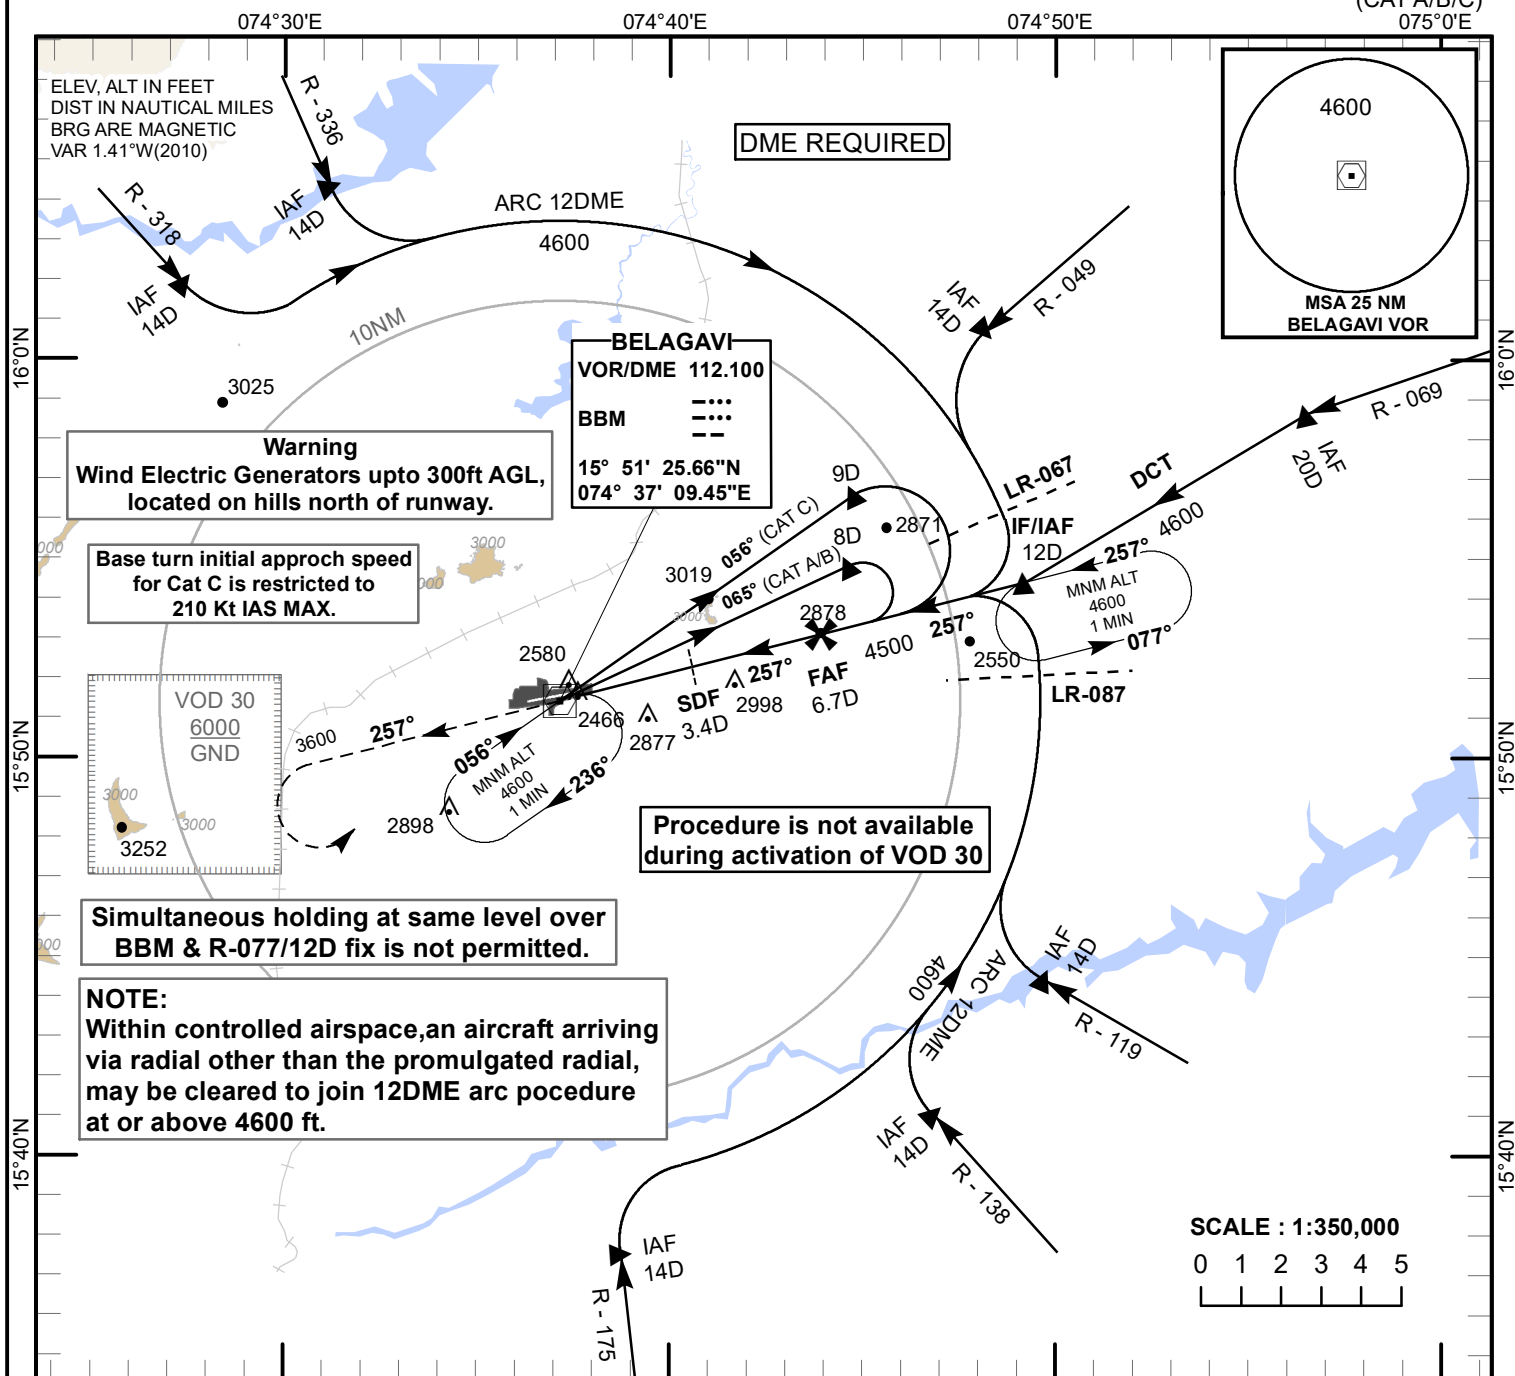 (CAT A/B/C)
074°30'E
074°40'E
074°50'E
075°0'E
ELEV, ALT IN FEET
DIST IN NAUTICAL MILES
BRG ARE MAGNETIC
VAR 1.41°W(2010)
R - 336
DME REQUIRED
4600
MSA 25 NM
BELAGAVI VOR
R - 318
IAF
14D
ARC 12DME
4600
IAF
14D
IAF
14D
R - 049
10NM
16°0'N
16°0'N
3025
BELAGAVI
VOR/DME 112.100
BBM
15° 51' 25.66"N
074° 37' 09.45"E
R - 069
IAF
20D
DCT
4600
Warning
Wind Electric Generators upto 300ft AGL,
located on hills north of runway.
9D
LR-067
056° (CAT C)
2871
8D
IF/IAF
12D
257°
MNM ALT
4600
1 MIN
077°
Base turn initial approch speed
for Cat C is restricted to
210 Kt IAS MAX.
3000
000
000
3019
065° (CAT A/B)
3000
2878
257°
4500
2550
LR-087
2580
257°
FAF
6.7D
SDF
3.4D
2998
2466
2877
VOD 30
6000
GND
3000
3000
3252
3600
257°
056°
MNM ALT
4600
1 MIN
236°
2898
15°50'N
15°50'N
Procedure is not available
during activation of VOD 30
Simultaneous holding at same level over
BBM & R-077/12D fix is not permitted.
000
NOTE:
Within controlled airspace,an aircraft arriving
via radial other than the promulgated radial,
may be cleared to join 12DME arc pocedure
at or above 4600 ft.
4600
ARC 12DME
IAF
14D
R - 119
IAF
14D
R - 138
15°40'N
15°40'N
IAF
14D
R - 175
SCALE : 1:350,000
0 1 2 3 4 5